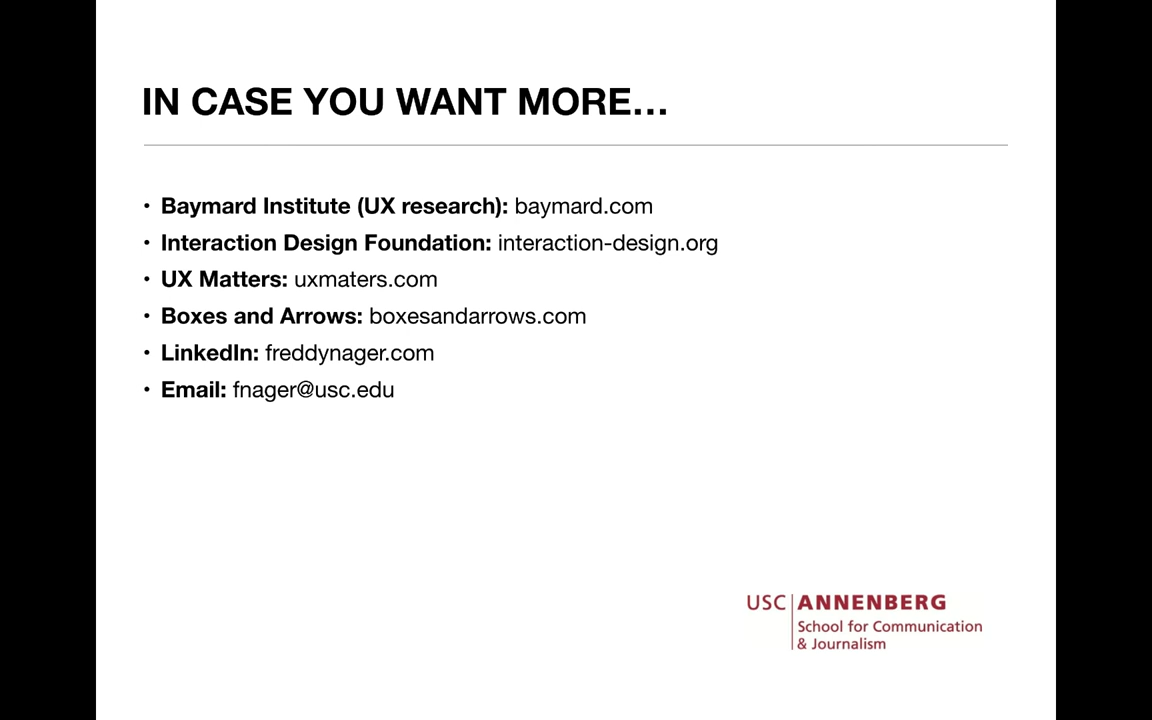 IN CASE YOU WANT MORE…
• Baymard Institute (UX research): baymard.com
• Interaction Design Foundation: interaction-design.org
• UX Matters: uxmaters.com
• Boxes and Arrows: boxesandarrows.com
• LinkedIn: freddynager.com
• Email: fnager@usc.edu
USC ANNENBERG
School for Communication
& Journalism